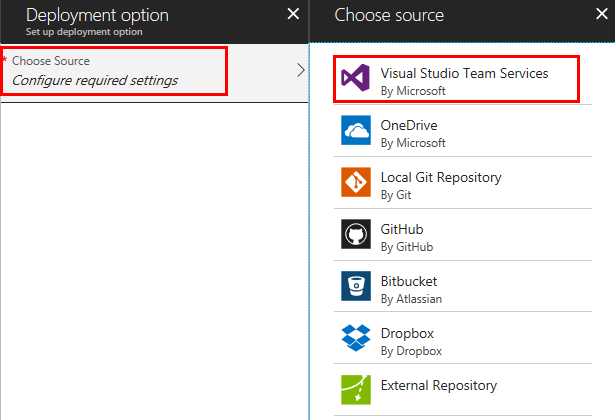 Deployment option
Set up deployment option
* Choose Source
Configure required settings
Choose source
Visual Studio Team Services
By Microsoft
OneDrive
By Microsoft
Local Git Repository
By Git
GitHub
By GitHub
Bitbucket
By Atlassian
Dropbox
By Dropbox
External Repository